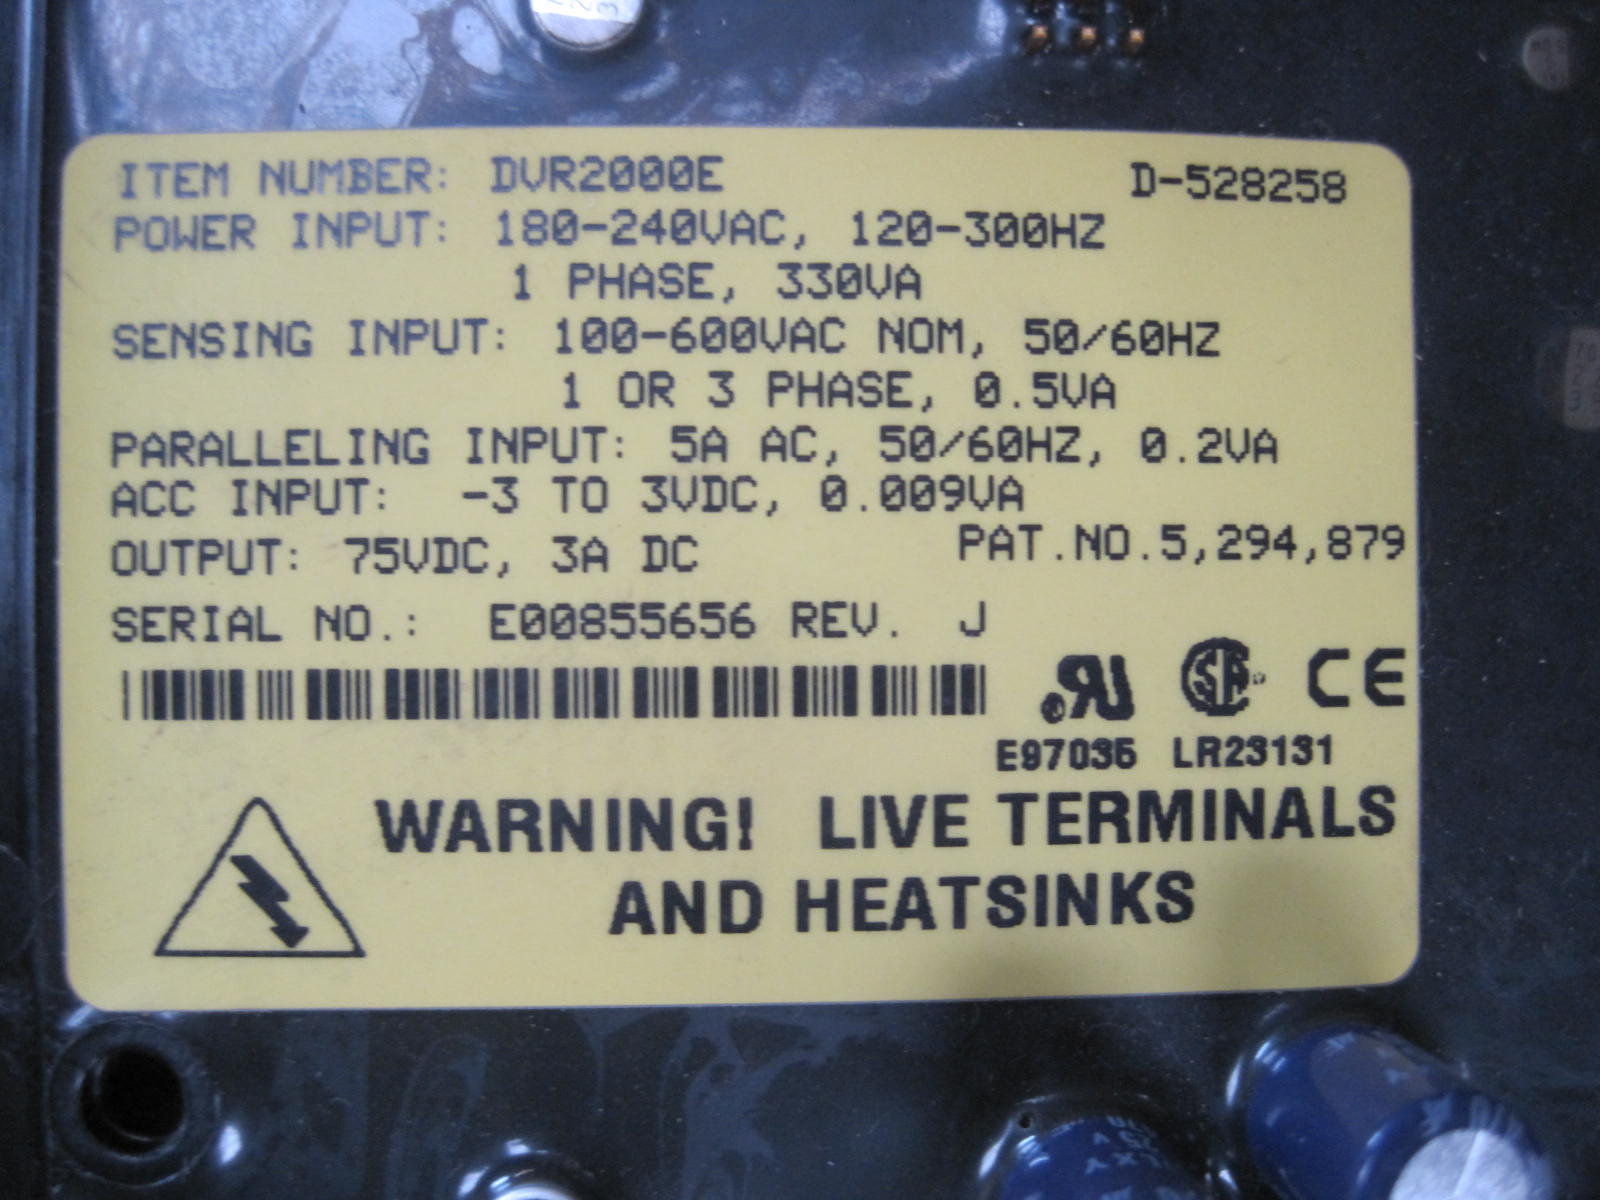 ITEM NUMBER: DVR2000E D-528258
POWER INPUT: 180-240VAC, 120-300HZ
1 PHASE, 330VA
SENSING INPUT: 100-600VAC NOM, 50/60HZ
1 OR 3 PHASE, 0.5VA
PARALLELING INPUT: 5A AC, 50/60HZ, 0.2VA
ACC INPUT: -3 TO 3VDC, 0.009VA
OUTPUT: 75VDC, 3A DC PAT.NO.5,294,879
SERIAL NO.: E00855656 REV. J
RU SA CE
E97035 LR23131
WARNING! LIVE TERMINALS
AND HEATSINKS